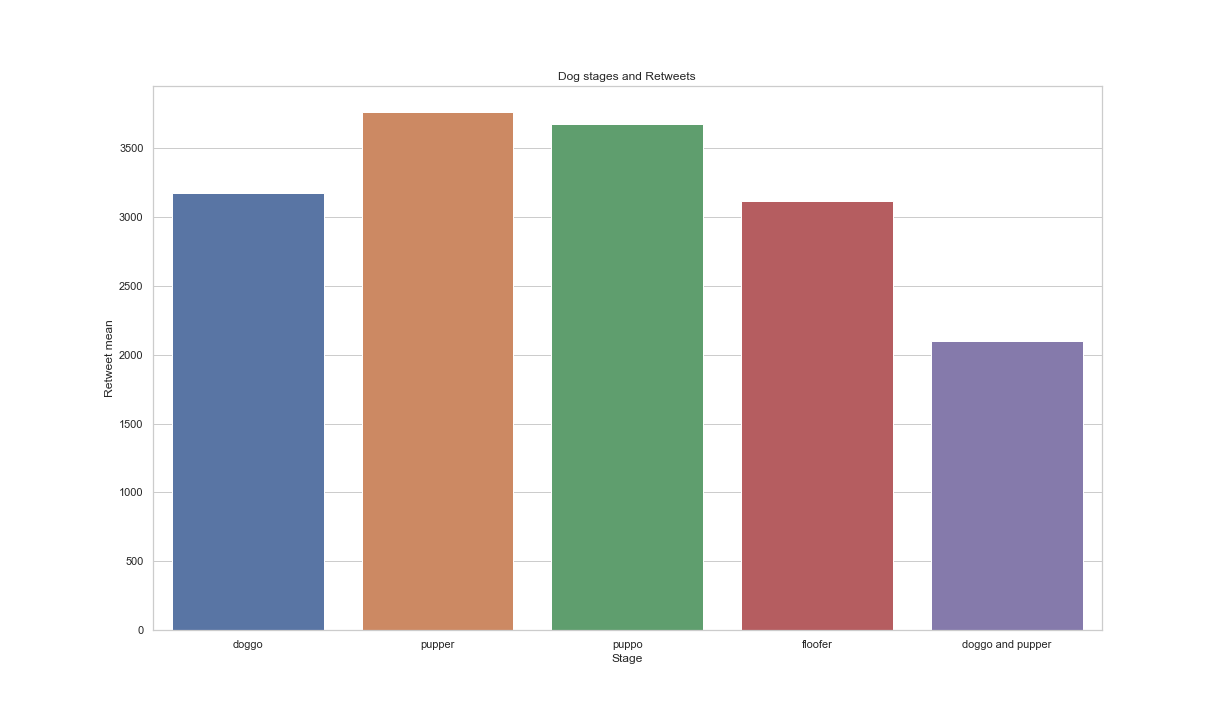 Dog stages and Retweets
3500
3000
2500
2000
1500
1000
500
0
Retweet mean
doggo pupper puppo floofer doggo and pupper
Stage